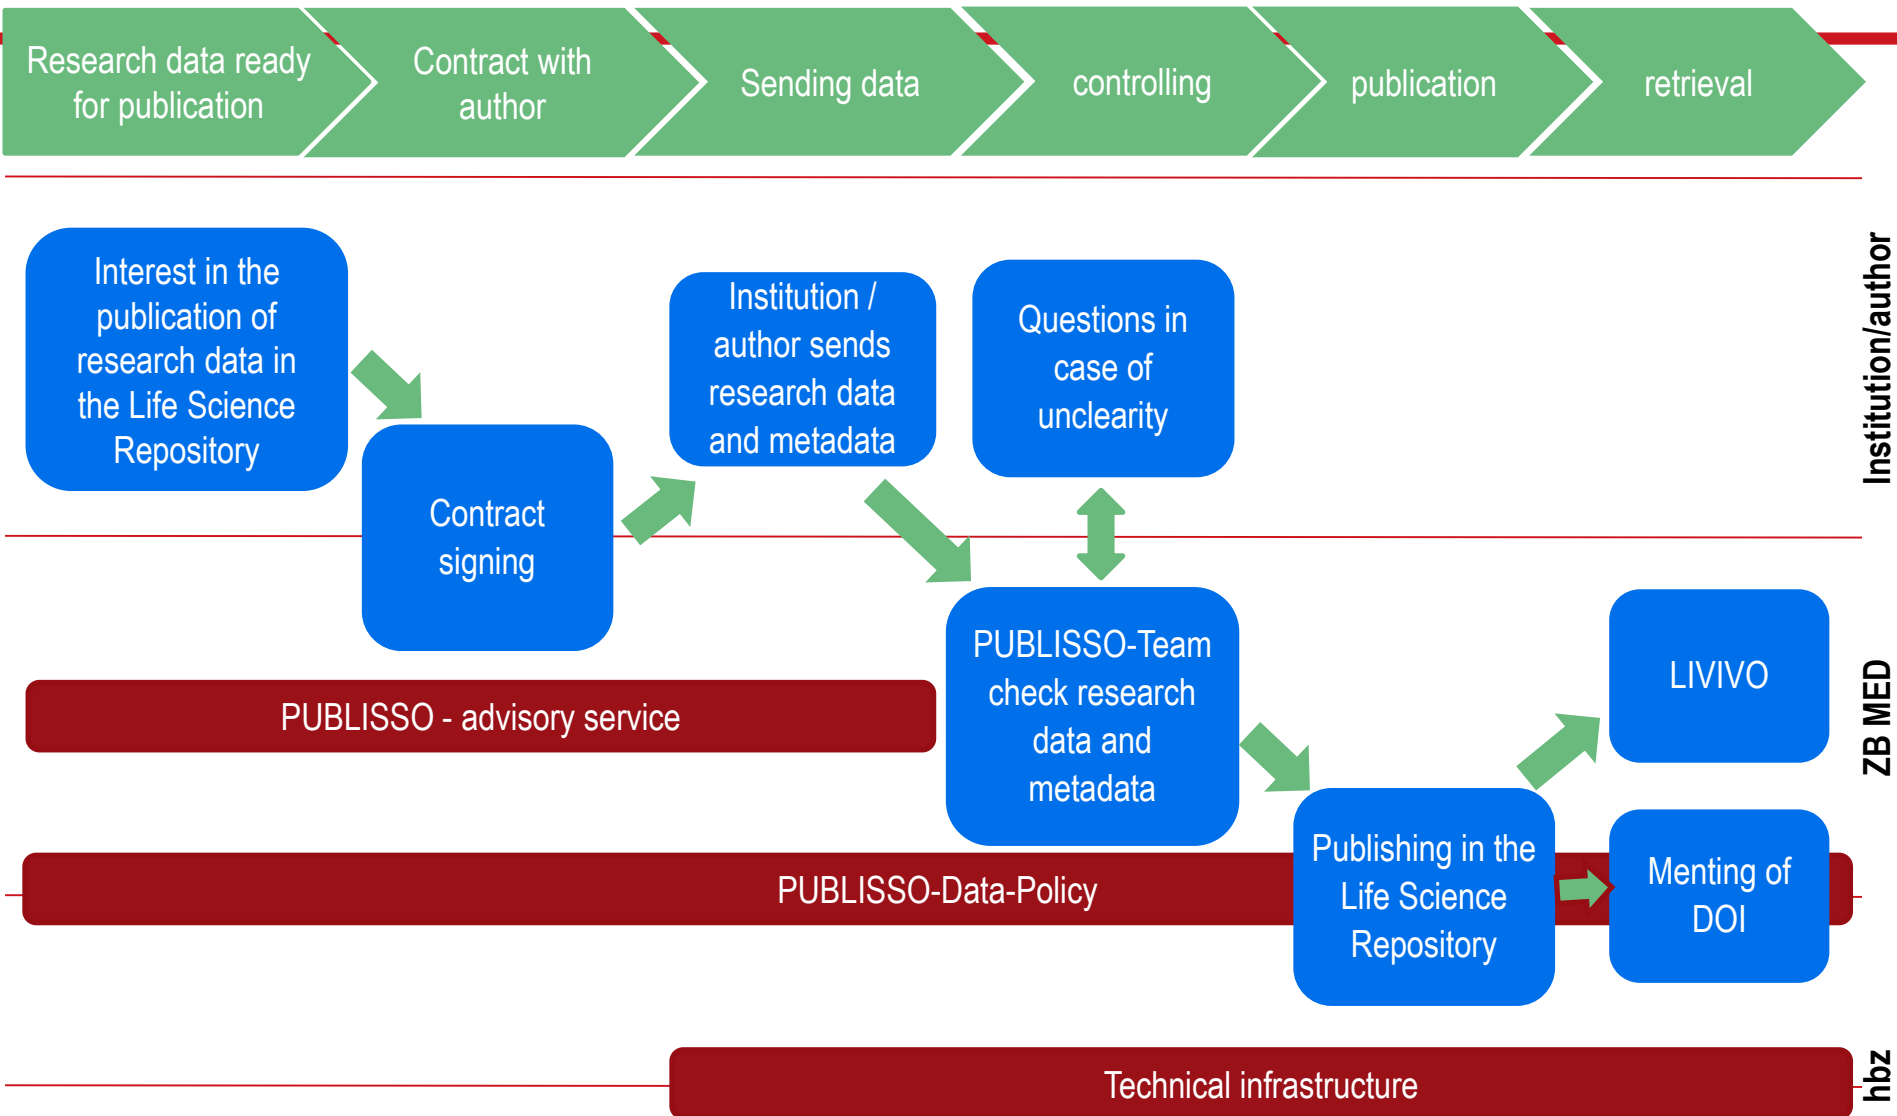 Research data ready
for publication
Contract with
author
Sending data
controlling
publication
retrieval
Interest in the
publication of
research data in
the Life Science
Repository
Contract
signing
Institution /
author sends
research data
and metadata
Questions in
case of
unclearity
Institution/author
PUBLISSO-Team
check research
data and
metadata
LIVIVO
ZB MED
PUBLISSO - advisory service
PUBLISSO-Data-Policy
Publishing in the
Life Science
Repository
Menting of
DOI
Technical infrastructure
hbz